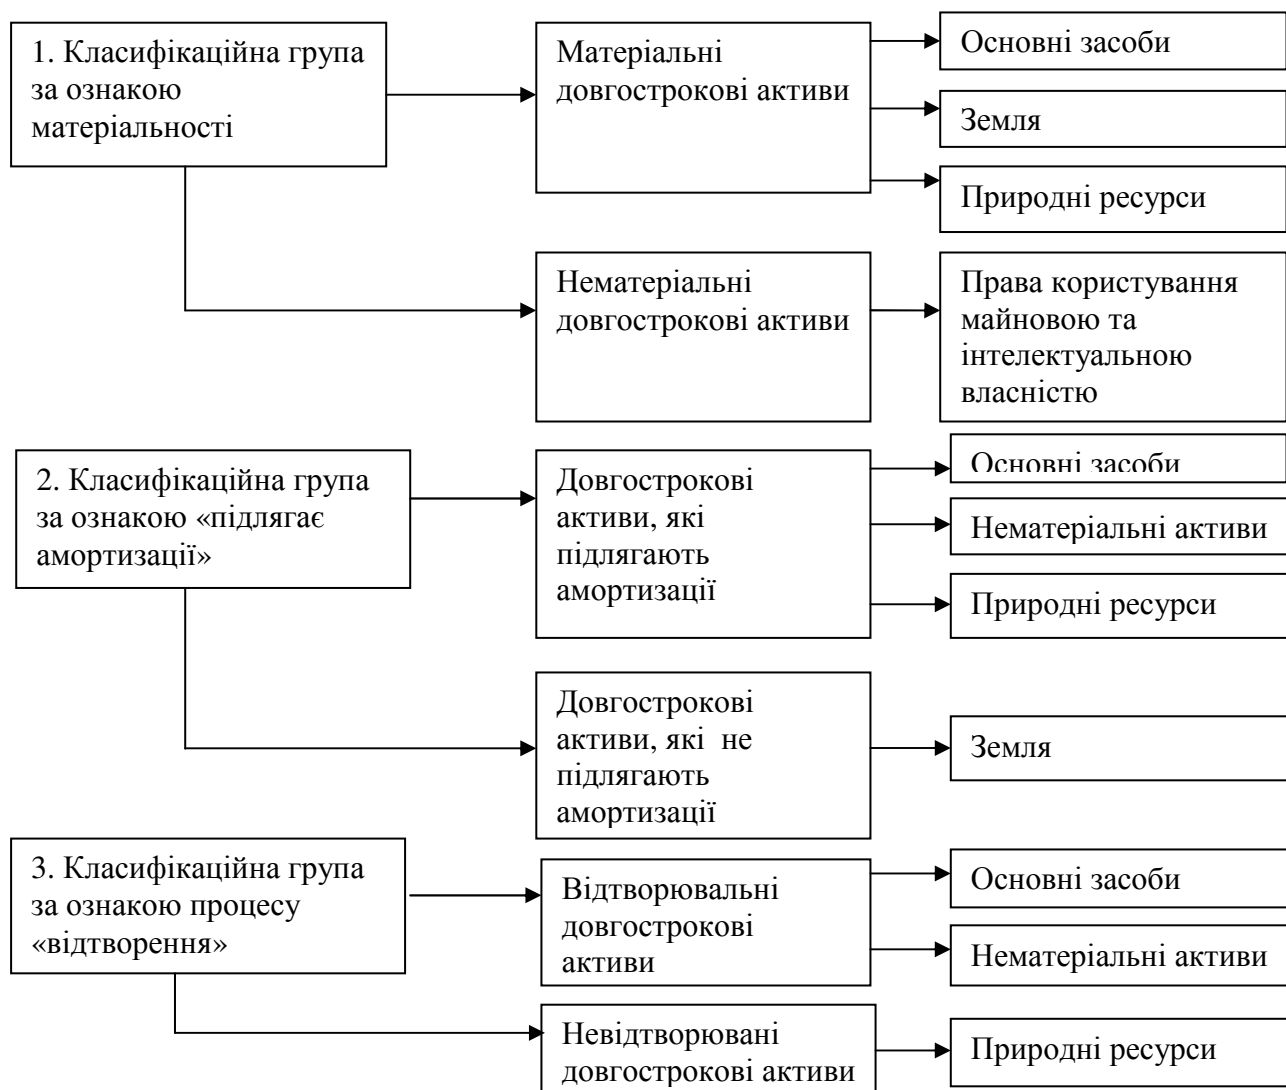 1. Класифікаційна група
за ознакою
матеріальності
Матеріальні
довгострокові активи
Основні засоби
Земля
Природні ресурси
Нематеріальні
довгострокові активи
Права користування
майновою та
інтелектуальною
власністю
2. Класифікаційна група
за ознакою «підлягає
амортизації»
Довгострокові
активи, які
підлягають
амортизації
Основні засоби
Нематеріальні активи
Природні ресурси
Довгострокові
активи, які не
підлягають
амортизації
Земля
3. Класифікаційна група
за ознакою процесу
«відтворення»
Відтворювальні
довгострокові
активи
Основні засоби
Нематеріальні активи
Невідтворювані
довгострокові активи
Природні ресурси